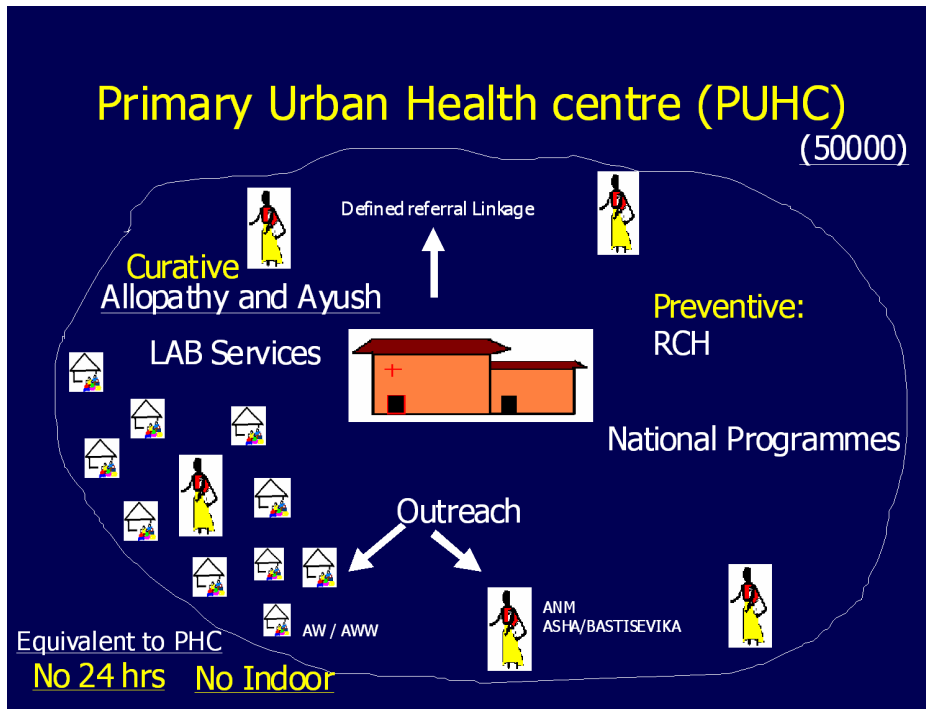 Primary Urban Health centre (PUHC)
(50000)
Defined referral Linkage
Curative
Allopathy and Ayush
LAB Services
Preventive:
RCH
National Programmes
Outreach
AW / AWW
ANM
ASHA/BASTISEVIKA
Equivalent to PHC
No 24 hrs
No Indoor